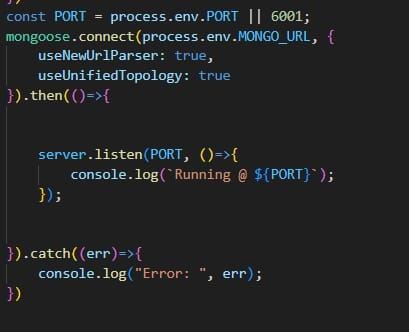 })
const PORT = process.env.PORT || 6001;
mongoose.connect(process.env.MONGO_URL, {
    useNewUrlParser: true,
    useUnifiedTopology: true
}).then(()=>{
    server.listen(PORT, ()=>{
        console.log(`Running @ ${PORT}`);
    });
}).catch((err)=>{
    console.log("Error: ", err);
})